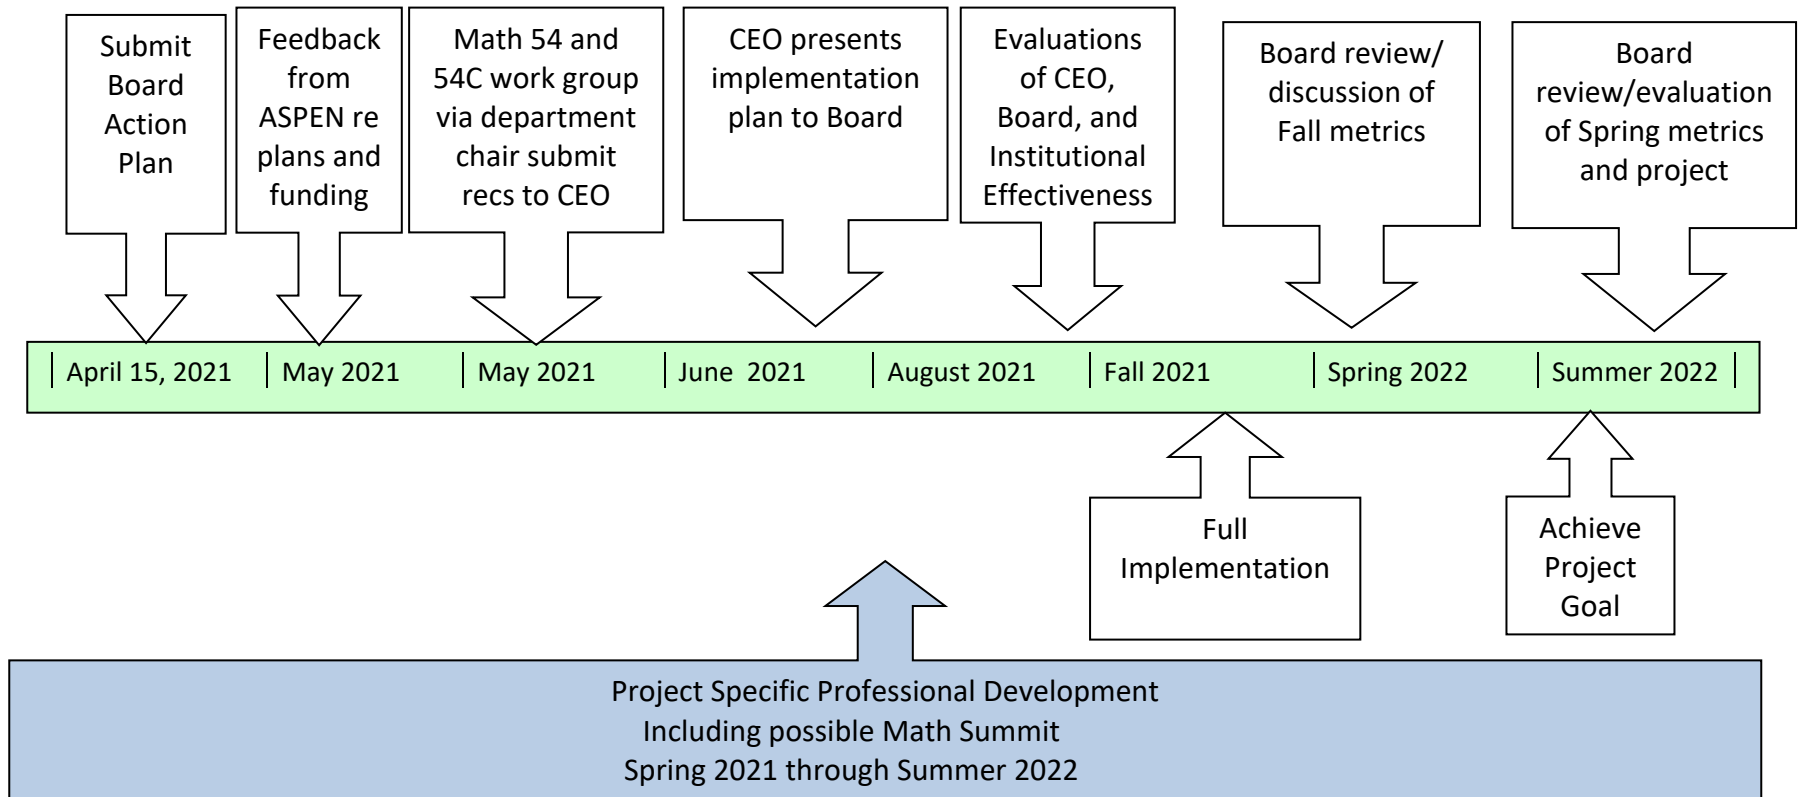 Submit
Board
Action
Plan
Feedback
from
ASPEN re
plans and
funding
Math 54 and
54C work group
via department
chair submit
recs to CEO
CEO presents
implementation
plan to Board
Evaluations
of CEO,
Board, and
Institutional
Effectiveness
Board review/
discussion of
Fall metrics
Board
review/evaluation
of Spring metrics
and project
April 15, 2021
May 2021
May 2021
June 2021
August 2021
Fall 2021
Spring 2022
Summer 2022
Full
Implementation
Achieve
Project
Goal
Project Specific Professional Development
Including possible Math Summit
Spring 2021 through Summer 2022